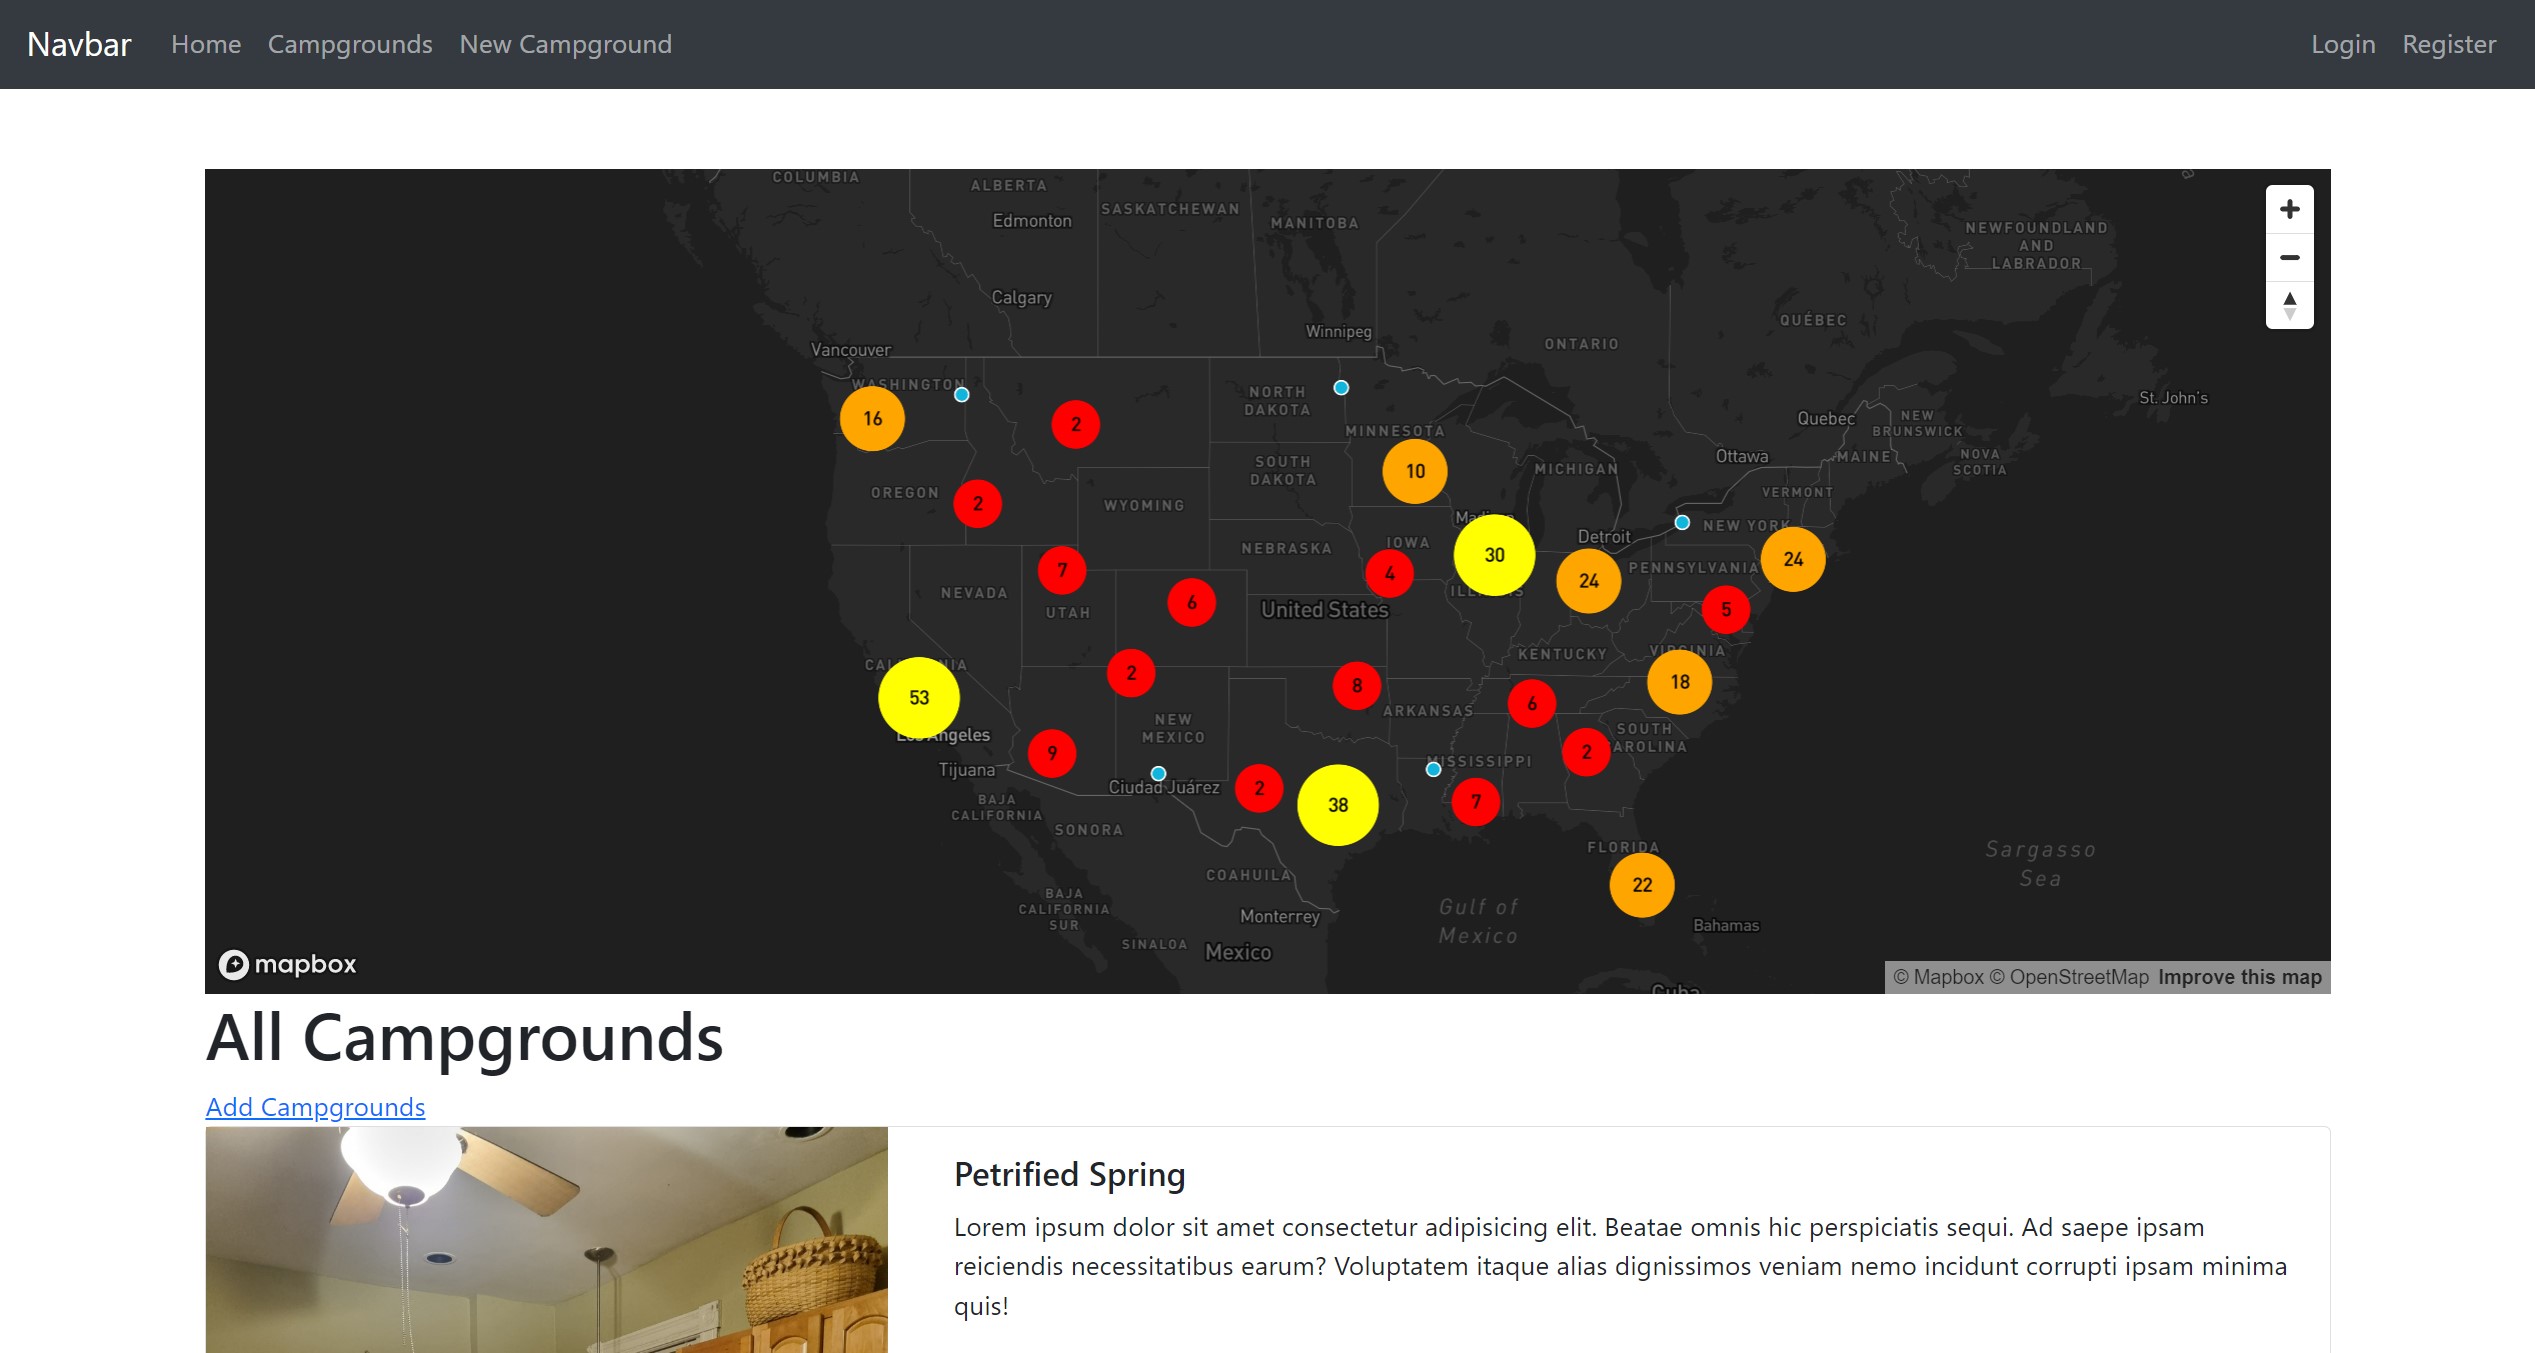 Navbar Home Campgrounds New Campground Login Register
COLUMBIA
ALBERTA
Edmonton
SASKATCHEWAN
MANITOBA
NEWFOUNDLAND
AND
LABRADOR
Calgary
Winnipeg
QUÉBEC
ONTARIO
Vancouver
WASHINGTON
NORTH
DAKOTA
St. John's
16
2
MINNESOTA
Quebec
NEW
BRUNSWICK
10
SOUTH
DAKOTA
MICHIGAN
Ottawa
MAINE
NOVA
SCOTIA
OREGON
2
WYOMING
VERMONT
NEW YORK
Detroit
IOWA
NEBRASKA
30
24
7
4
24
PENNSYLVANIA
NEVADA
UTAH
6
United States
5
KENTUCKY
VIRGINIA
53
2
8
18
6
ARKANSAS
NEW
MEXICO
SOUTH
CAROLINA
Los Angeles
9
2
MISSISSIPPI
Tijuana
Ciudad Juárez
2
38
7
BAJA
CALIFORNIA
SONORA
FLORIDA
Sargasso
Sea
COAHUILA
22
BAJA
CALIFORNIA
SUR
Monterrey
Gulf of
Mexico
Bahamas
SINALOA
Mexico
mapbox
© Mapbox © OpenStreetMap Improve this map
Cuba
All Campgrounds
Add Campgrounds
Petrified Spring
Lorem ipsum dolor sit amet consectetur adipisicing elit. Beatae omnis hic perspiciatis sequi. Ad saepe ipsam
reiciendis necessitatibus earum? Voluptatem itaque alias dignissimos veniam nemo incidunt corrupti ipsam minima
quis!